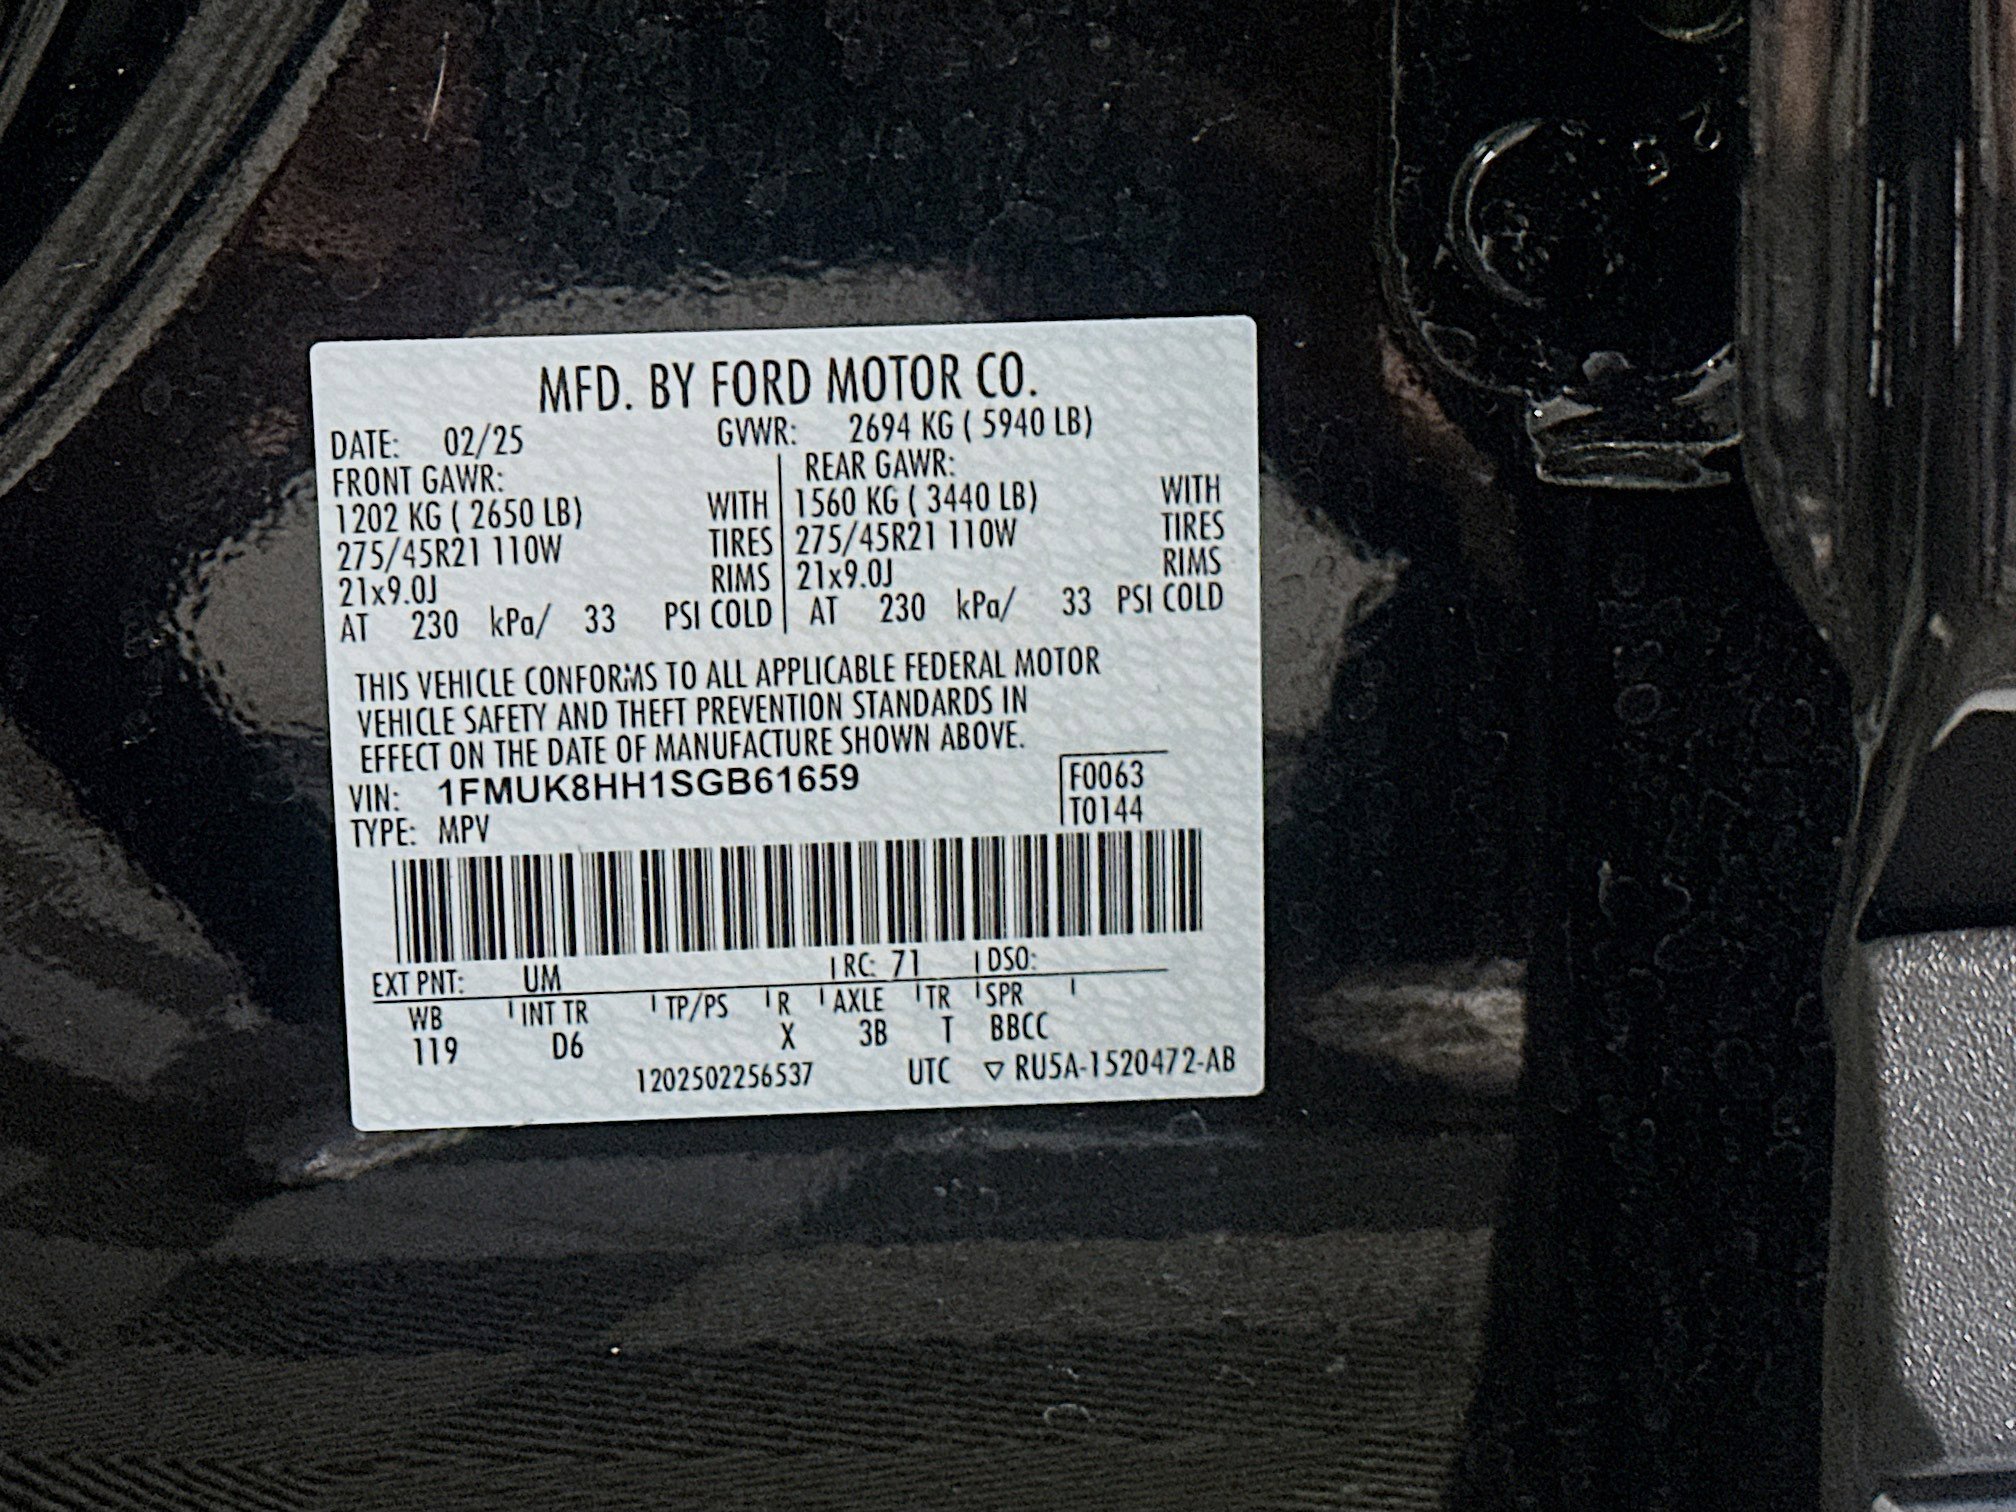 MFD. BY FORD MOTOR CO.
DATE: 02/25 GVWR: 2694 KG ( 5940 LB)
FRONT GAWR: REAR GAWR:
1202 KG ( 2650 LB) WITH 1560 KG ( 3440 LB) WITH
275/45R21 110W TIRES 275/45R21 110W TIRES
21x9.0J RIMS 21x9.0J RIMS
AT 230 kPa/ 33 PSI COLD AT 230 kPa/ 33 PSI COLD
THIS VEHICLE CONFORMS TO ALL APPLICABLE FEDERAL MOTOR
VEHICLE SAFETY AND THEFT PREVENTION STANDARDS IN
EFFECT ON THE DATE OF MANUFACTURE SHOWN ABOVE.
VIN: 1FMUK8HH1SGB61659 F0063
TYPE: MPV T0144
EXT PNT: UM RC: 71 DSO:
WB INT TR TP/PS R AXLE TR SPR
119 D6 X 3B T BBCC
1202502256537 UTC ▽ RU5A-1520472-AB